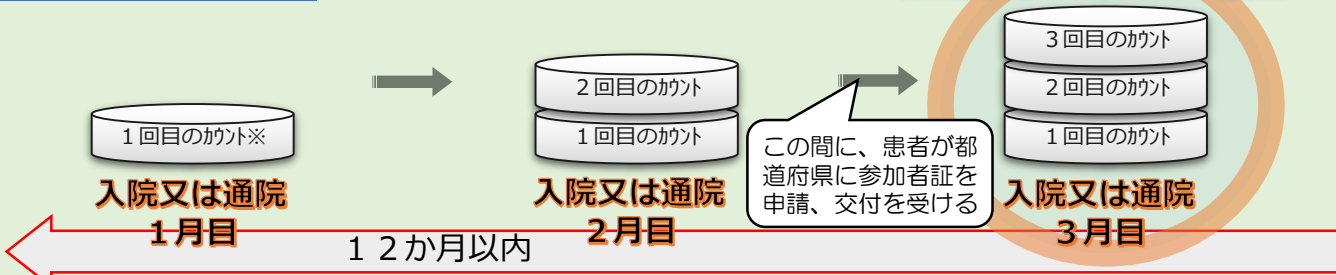 １回目のｶｳﾝﾄ※
入院又は通院
１月目
２回目のｶｳﾝﾄ
１回目のｶｳﾝﾄ
入院又は通院
２月目
この間に、患者が都
道府県に参加者証を
申請、交付を受ける
３回目のｶｳﾝﾄ
２回目のｶｳﾝﾄ
１回目のｶｳﾝﾄ
入院又は通院
３月目
１２か月以内